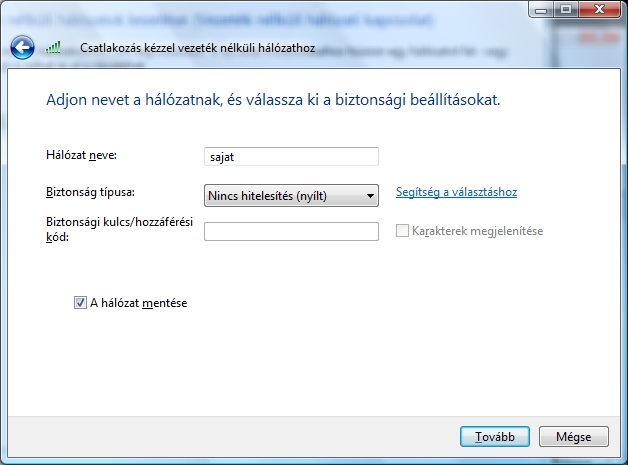 Csatlakozás kézzel vezeték nélküli hálózathoz
Adjon nevet a hálózatnak, és válassza ki a biztonsági beállításokat.
Hálózat neve:
sajat
Biztonság típusa:
Nincs hitelesítés (nyílt)
Segítség a választáshoz
Biztonsági kulcs/hozzáférési
kód:
Karakterek megjelenítése
A hálózat mentése
Tovább
Mégse